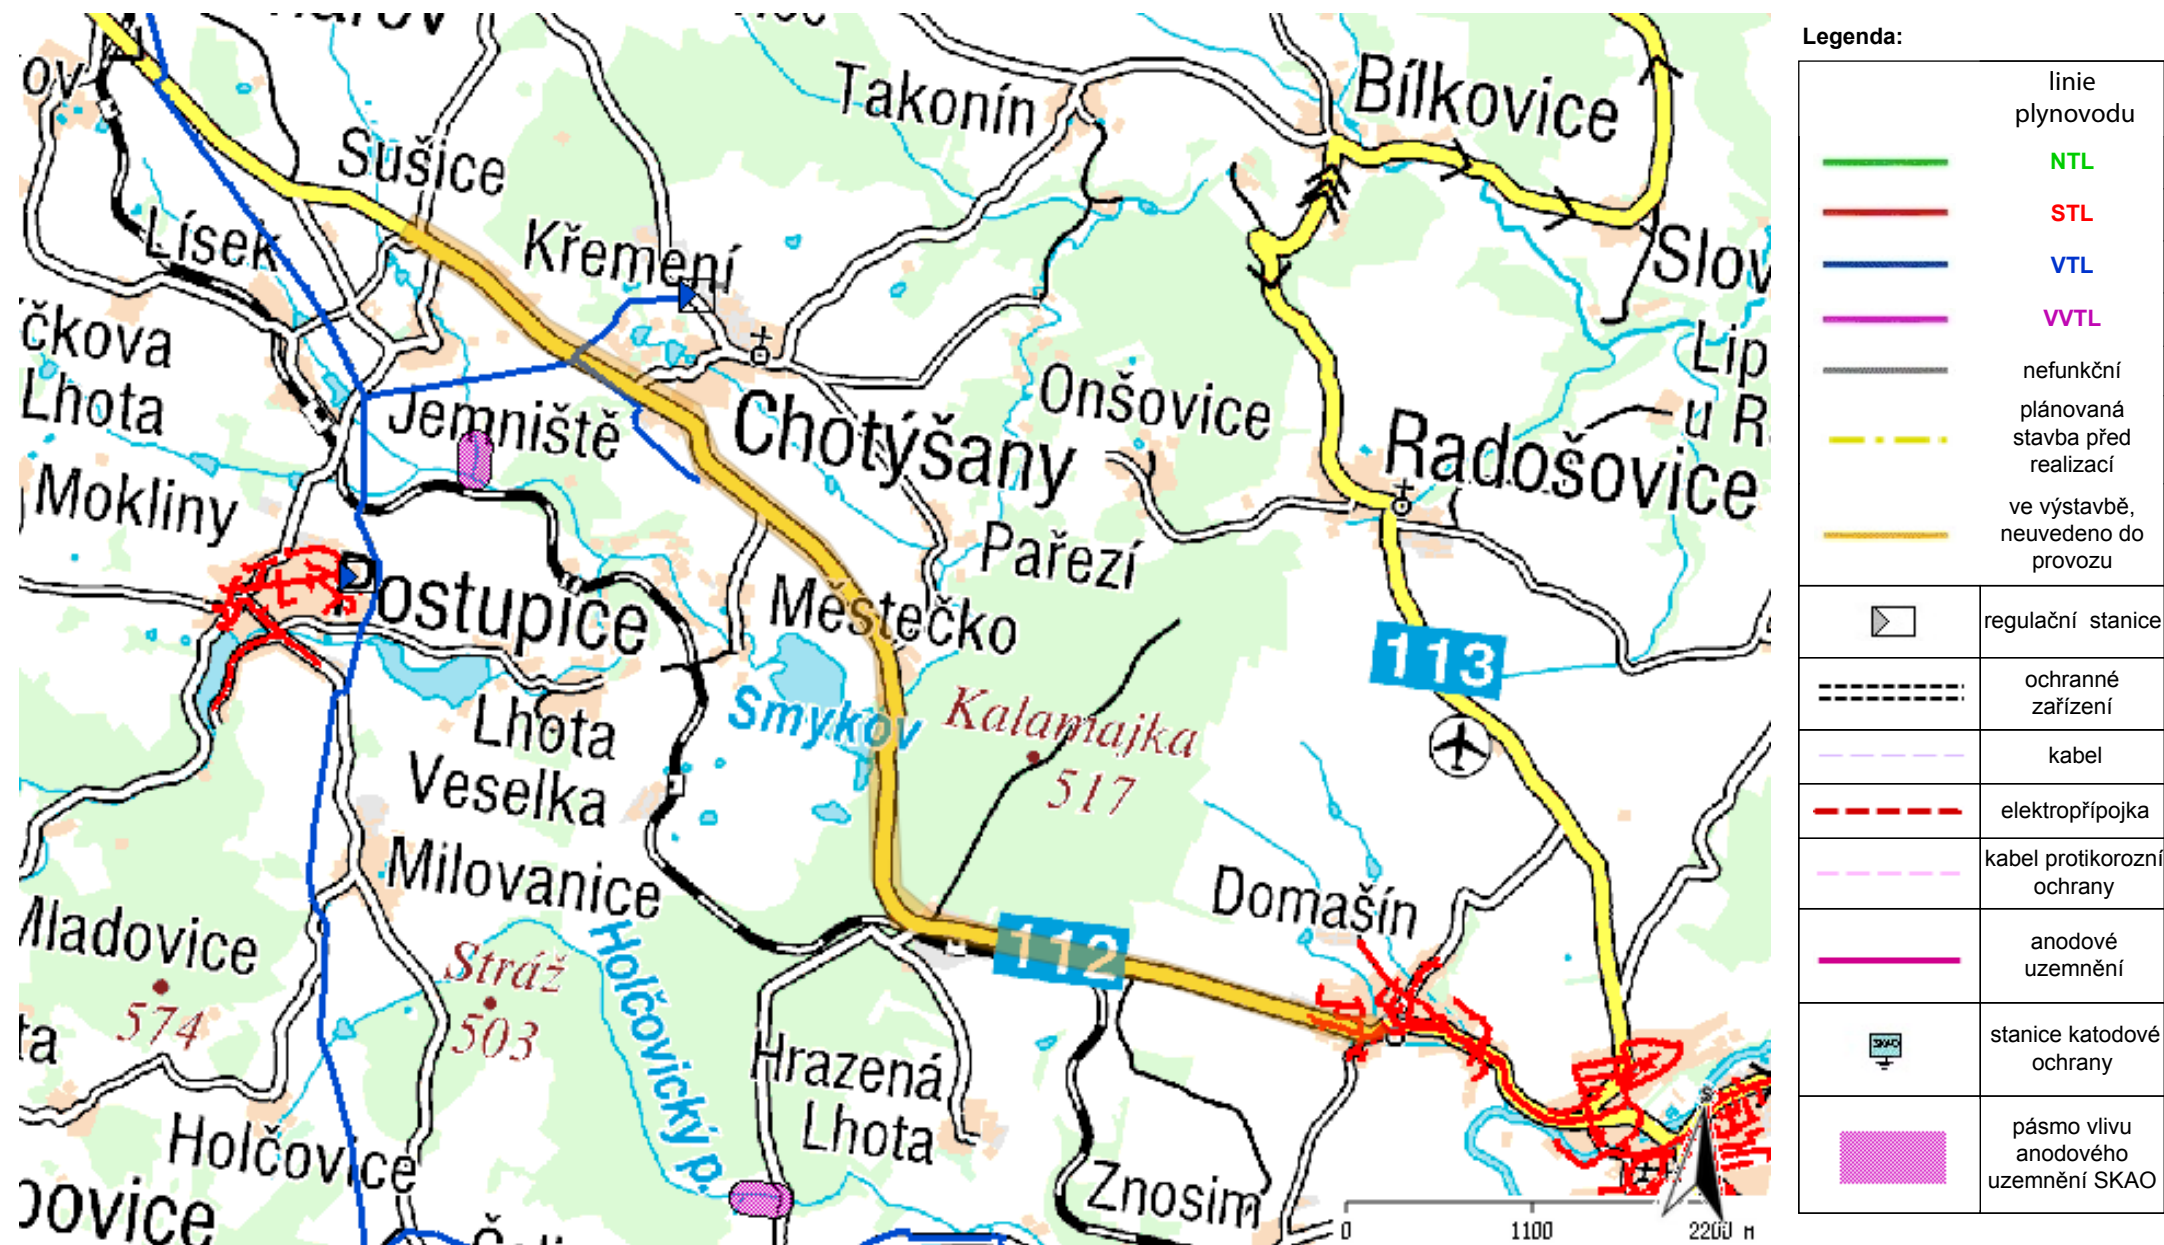 Takonín
Bílkovice
Sušice
Lísek
Křemení
Slov
čkova
Lhota
Lip
u R
Jemniště
Chotýšany
Onšovice
Radošovice
Mokliny
Pařezí
Postupice
Městečko
113
Lhota
Veselka
Smykov
Kalamajka
517
Milovanice
Domašín
Mladovice
574
Stráž
503
Holčovický p.
112
ta
Hrazená
Lhota
Holčovice
Znosim
ovice
0 1100 2200 m
Legenda:
linie
plynovodu
NTL
STL
VTL
VVTL
nefunkční
plánovaná
stavba před
realizací
ve výstavbě,
neuvedeno do
provozu
regulační stanice
ochranné
zařízení
kabel
elektropřípojka
kabel protikorozní
ochrany
anodové
uzemnění
SKAO
stanice katodové
ochrany
pásmo vlivu
anodového
uzemnění SKAO